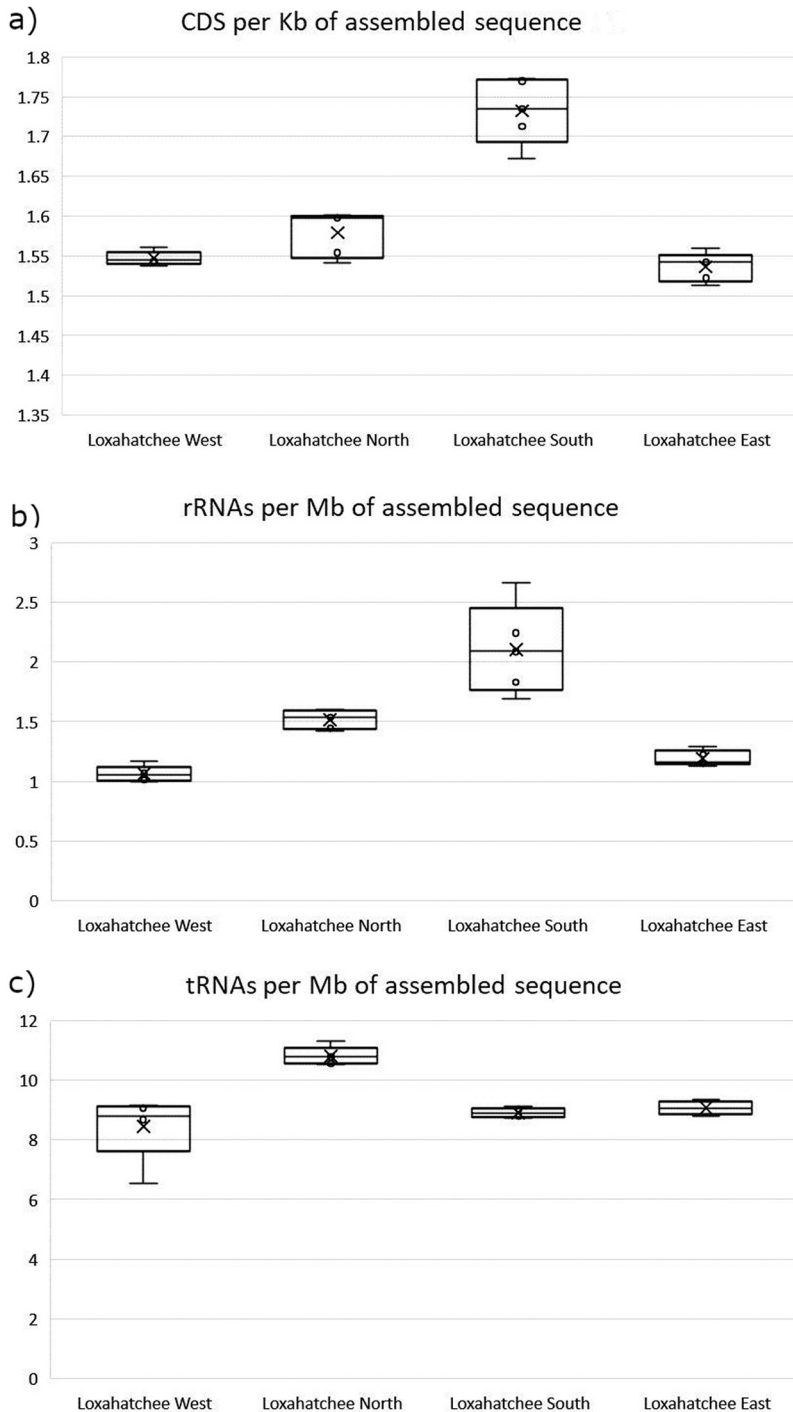 a)
CDS per Kb of assembled sequence
1.8
1.75
1.7
1.65
1.6
1.55
1.5
1.45
1.4
1.35
Loxahatchee West Loxahatchee North Loxahatchee South Loxahatchee East
b)
rRNAs per Mb of assembled sequence
3
2.5
2
1.5
1
0.5
0
Loxahatchee West Loxahatchee North Loxahatchee South Loxahatchee East
c)
tRNAs per Mb of assembled sequence
12
10
8
6
4
2
0
Loxahatchee West Loxahatchee North Loxahatchee South Loxahatchee East